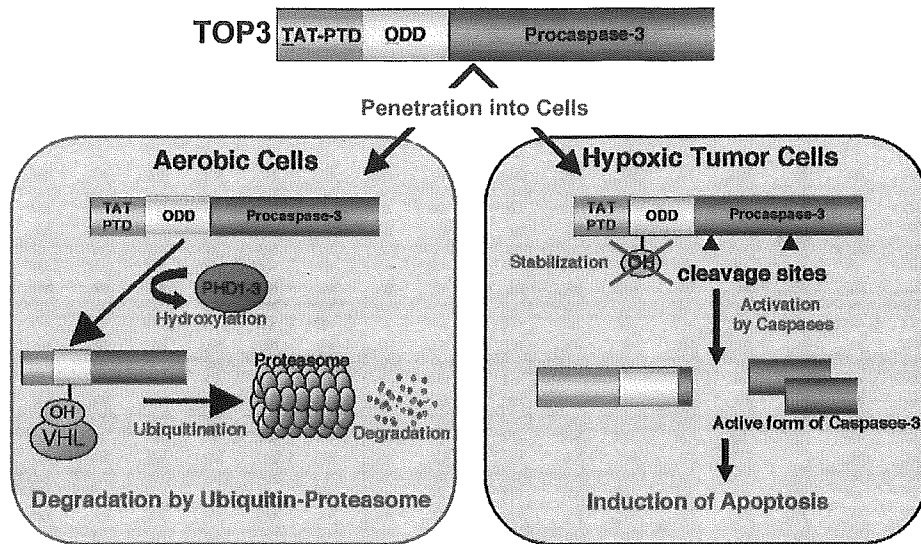 TOP3
TAT-PTD
ODD
Procaspase-3
Penetration into Cells
Aerobic Cells
TAT
PTD
ODD
Procaspase-3
PHD1-3
Hydroxylation
OH
VHL
Ubiquitination
Proteasome
Degradation
Degradation by Ubiquitin-Proteasome
Hypoxic Tumor Cells
TAT
PTD
ODD
Procaspase-3
Stabilization
OH
cleavage sites
Activation
by Caspases
Active form of Caspases-3
Induction of Apoptosis